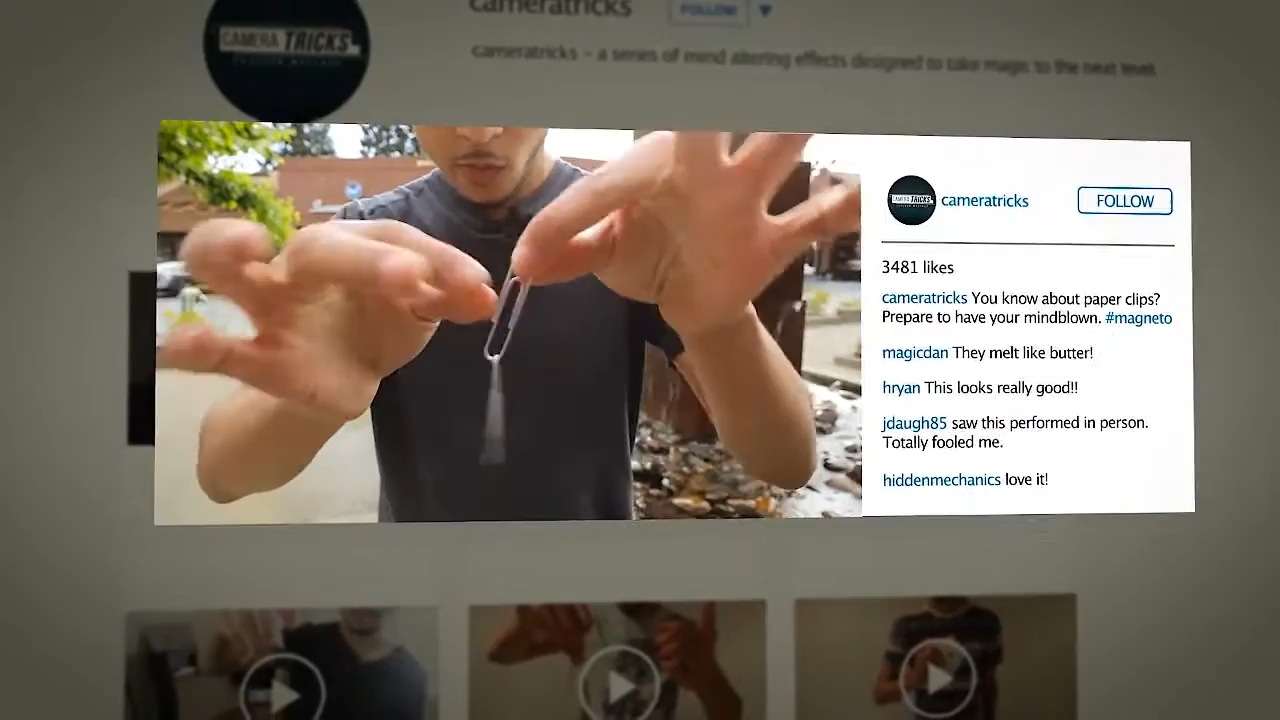 cameratricks
FOLLOW
CAMERA TRICKS
cameratricks - a series of mind altering effects designed to take magic to the next level.
CAMERA TRICKS
cameratricks
FOLLOW
3481 likes
cameratricks You know about paper clips?
Prepare to have your mindblown. #magneto
magicdan They melt like butter!
hryan This looks really good!!
jdaugh85 saw this performed in person.
Totally fooled me.
hiddenmechanics love it!